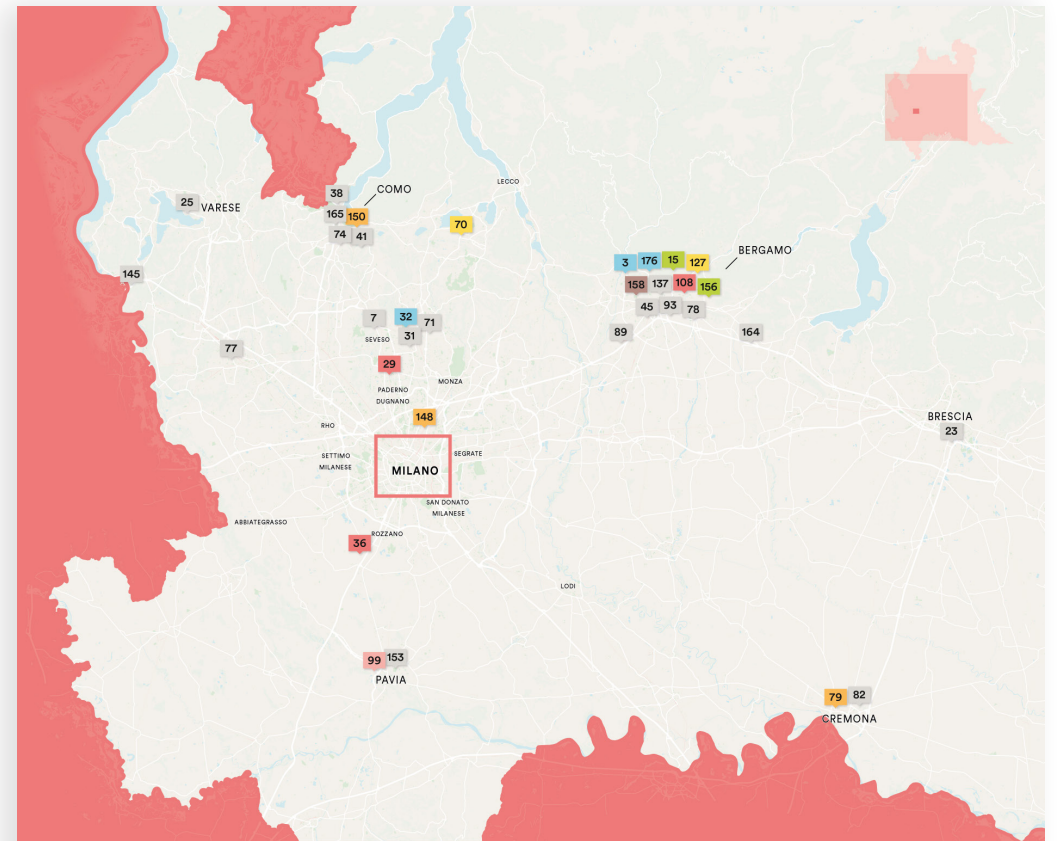 LECCO
38
COMO
25
VARESE
165
150
70
74
41
BERGAMO
3
176
15
127
145
158
137
108
156
45
93
78
7
32
71
89
164
SEVESO
31
77
29
MONZA
PADERNO
DUGNANO
148
BRESCIA
RHO
23
SEGRATE
SETTIMO
MILANESE
MILANO
SAN DONATO
MILANESE
ABBIATEGRASSO
ROZZANO
36
LODI
99
153
PAVIA
79
82
CREMONA